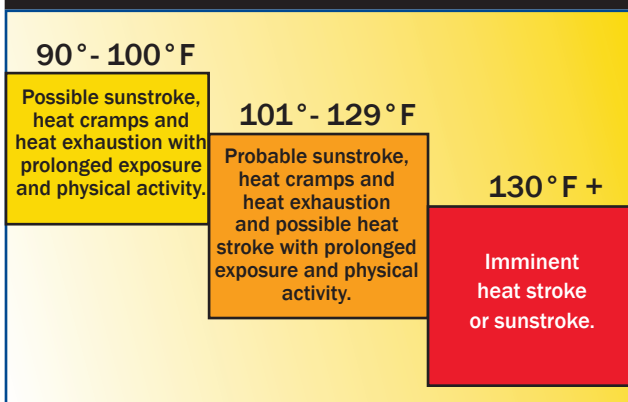 90°- 100°F
Possible sunstroke,
heat cramps and
heat exhaustion with
prolonged exposure
and physical activity.
101°- 129°F
Probable sunstroke,
heat cramps and
heat exhaustion
and possible heat
stroke with prolonged
exposure and physical
activity.
130°F +
Imminent
heat stroke
or sunstroke.